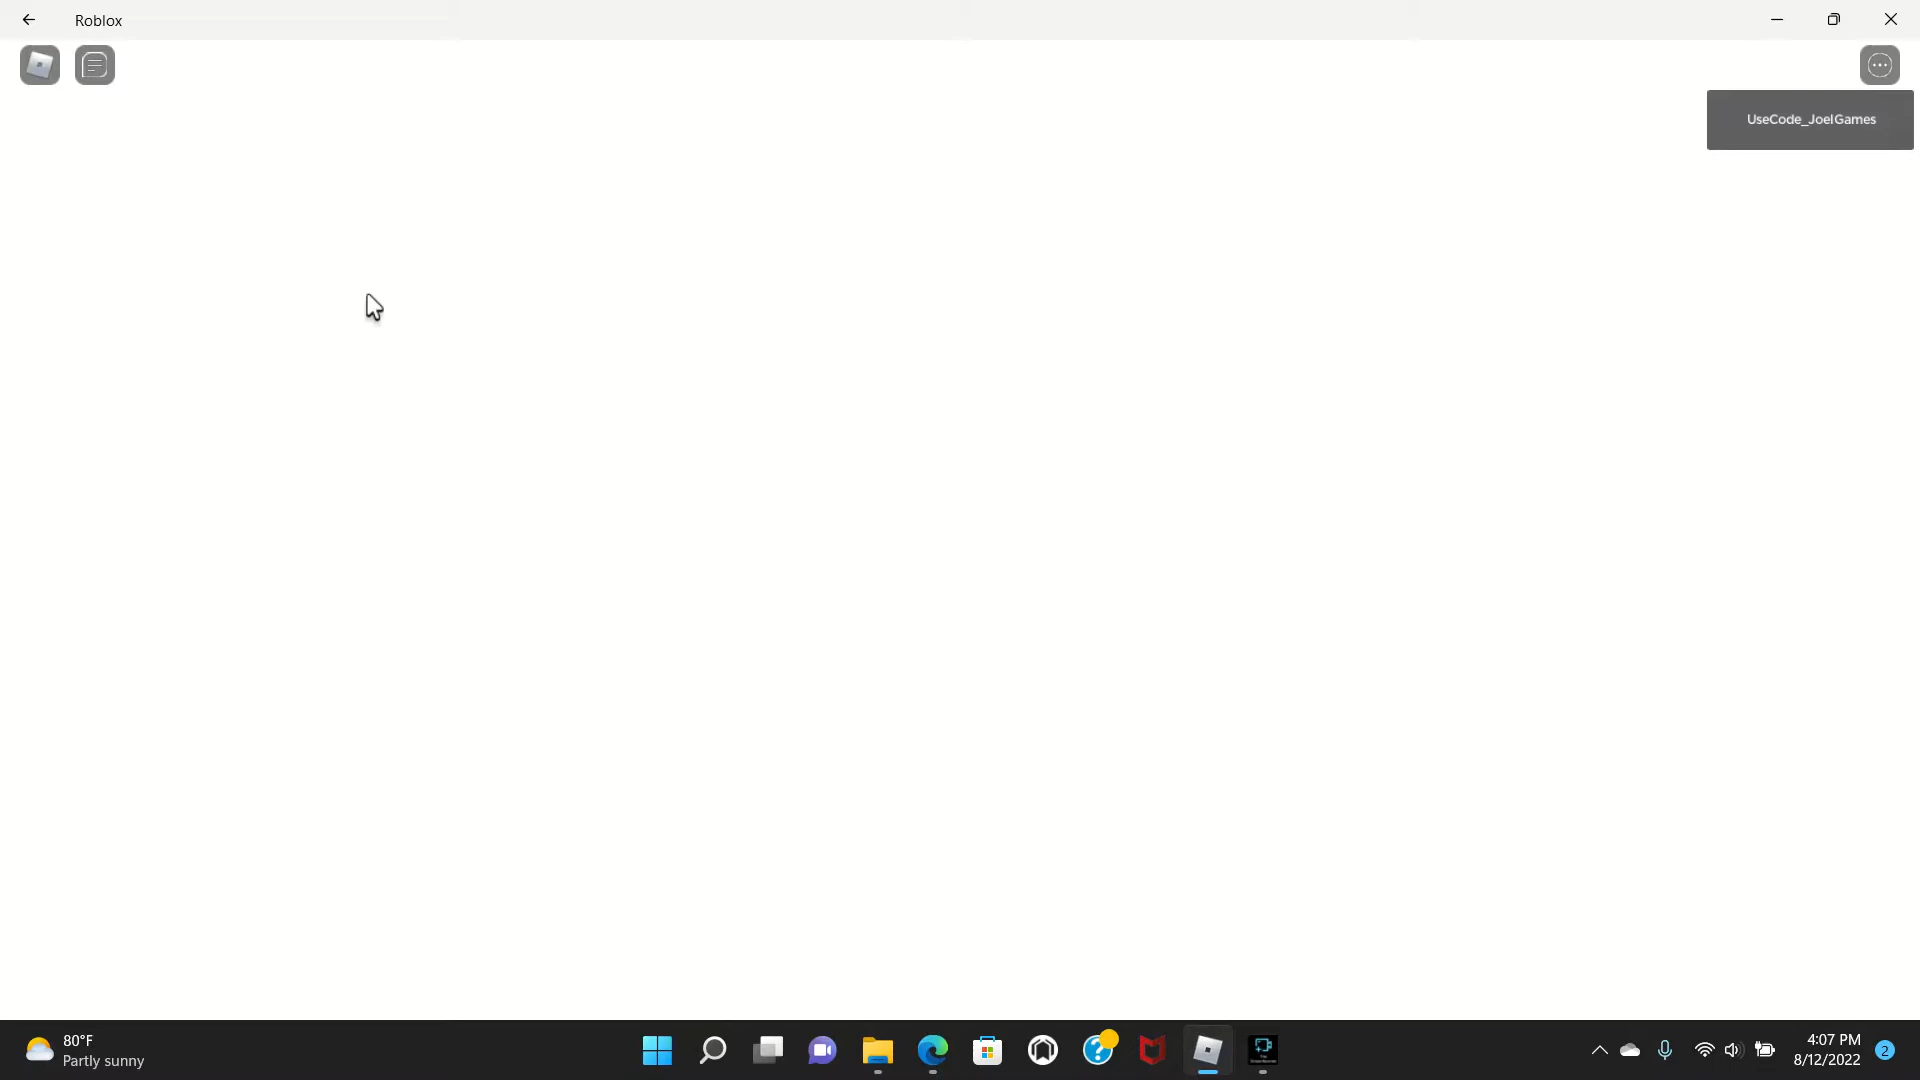 Roblox
UseCode_JoelGames
80°F
Partly sunny
4:07 PM
8/12/2022
2